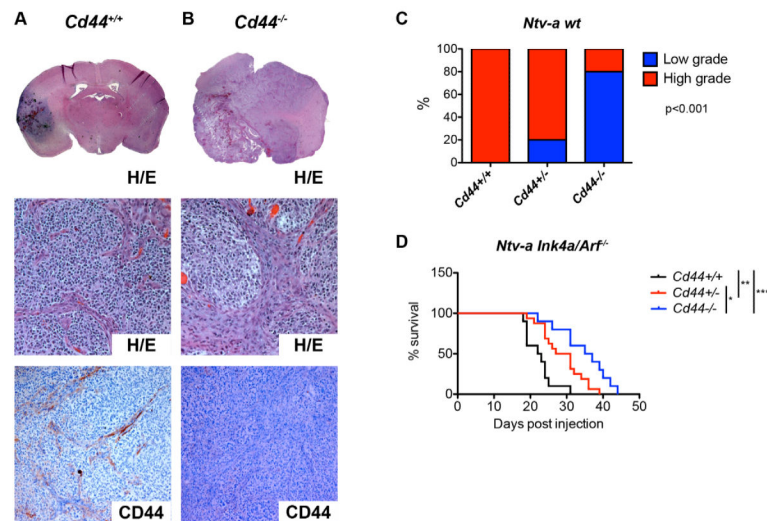 A
Cd44+/+
H/E
H/E
CD44
B
Cd44-/-
H/E
H/E
CD44
C
Ntv-a wt
%
100
80
60
40
20
0
Cd44+/+
Cd44+/-
Cd44-/-
Low grade
High grade
p<0.001
D
Ntv-a Ink4a/Arf-/-
% survival
150
100
50
0
0 10 20 30 40 50
Days post injection
Cd44+/+
Cd44+/-
Cd44-/-
*
**
***